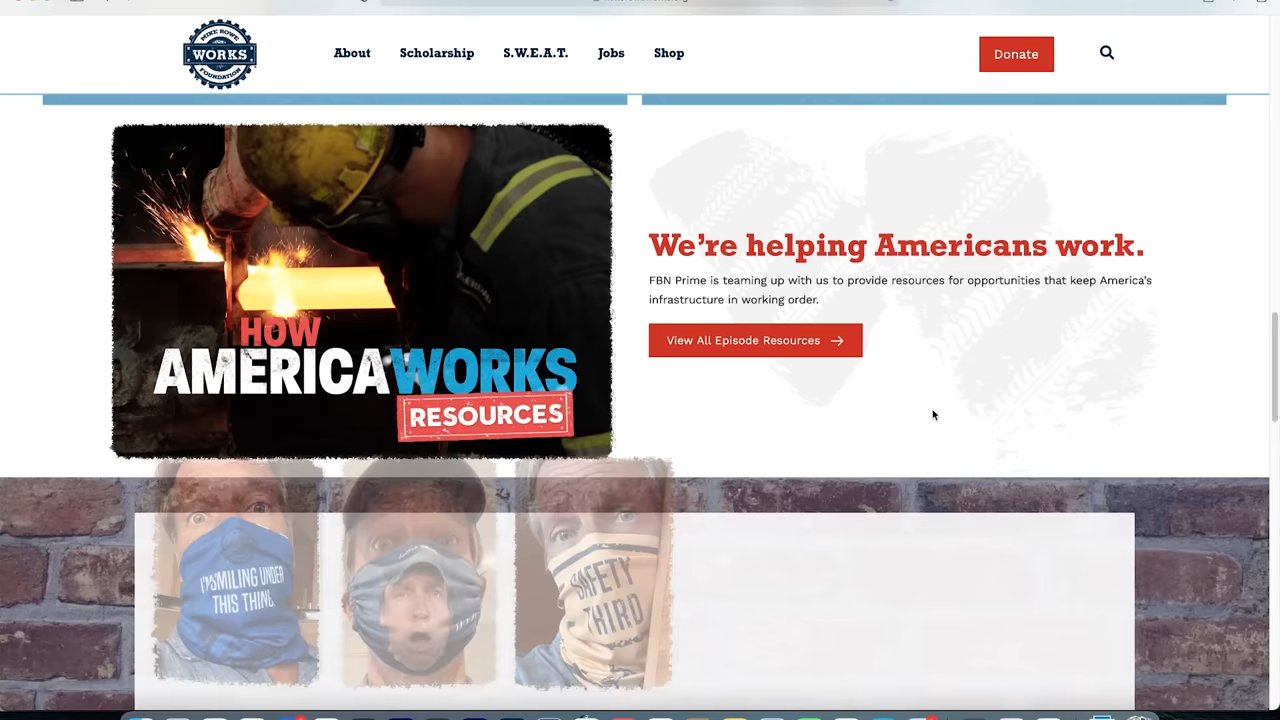 MIKE ROWE
WORKS
FOUNDATION
About
Scholarship
S.W.E.A.T.
Jobs
Shop
Donate
HOW
AMERICAWORKS
RESOURCES
We're helping Americans work.
FBN Prime is teaming up with us to provide resources for opportunities that keep America's
infrastructure in working order.
View All Episode Resources
I'M SMILING UNDER
THIS THING
SAFETY
THIRD